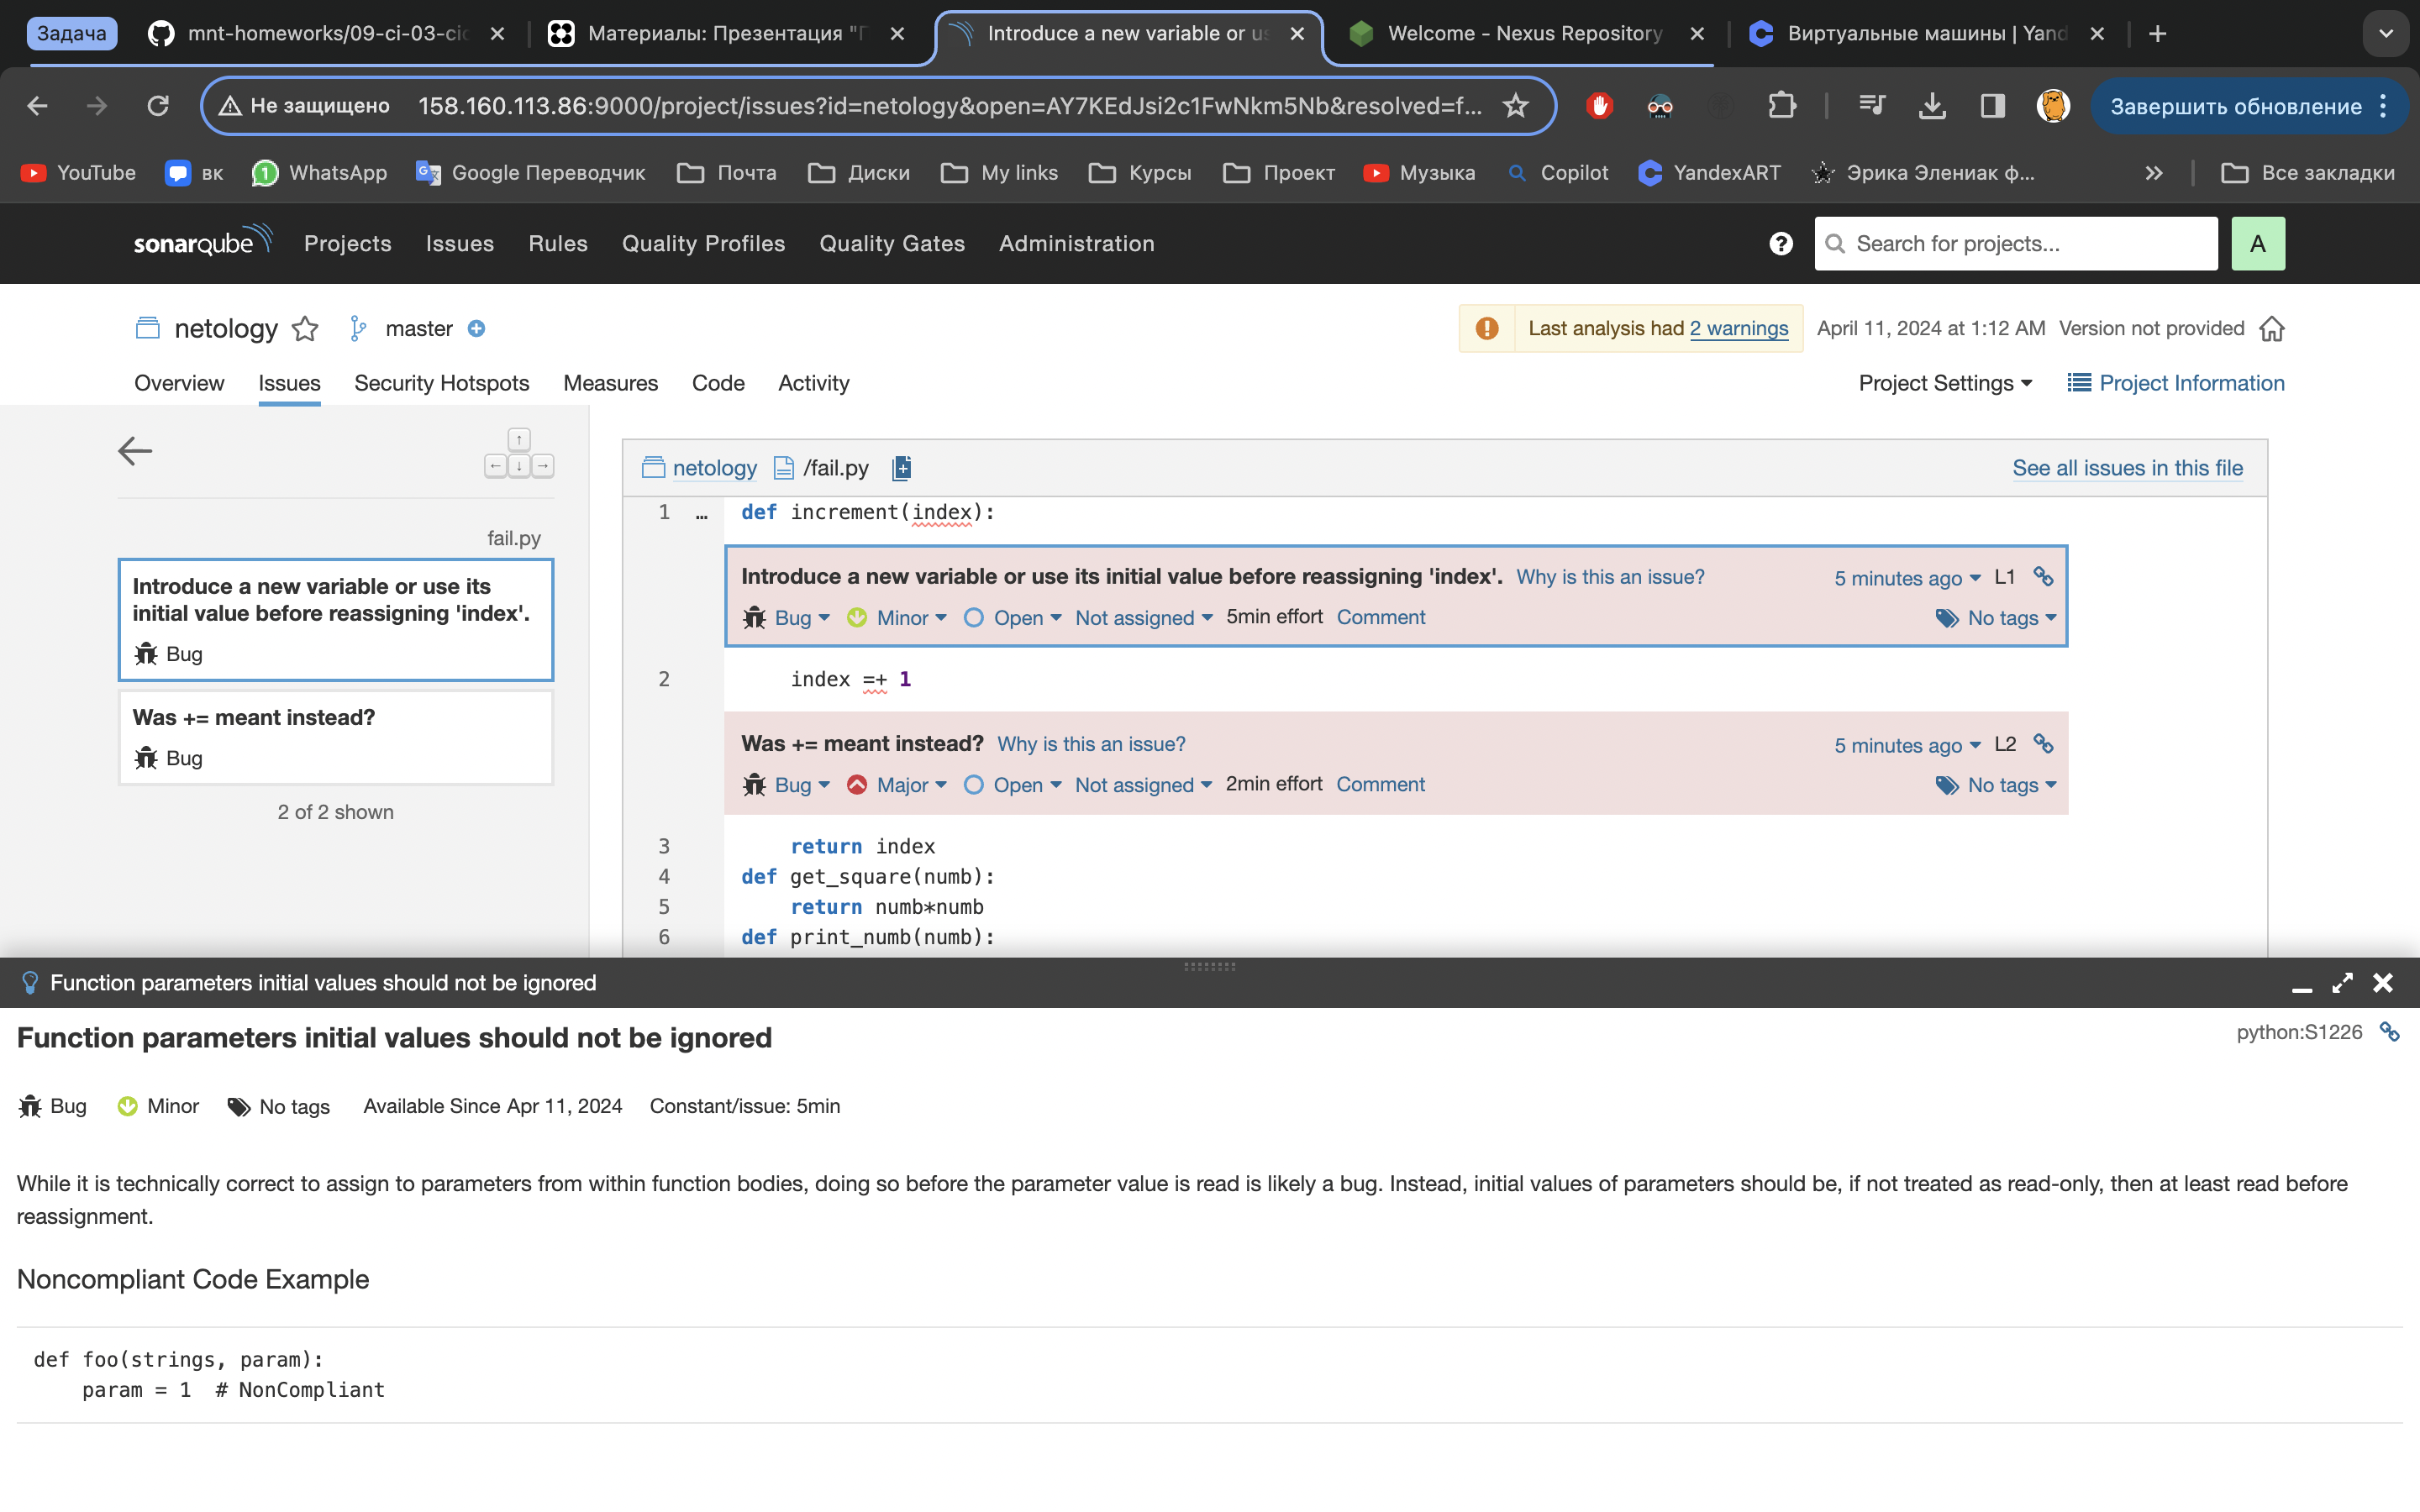 Задача
mnt-homeworks/09-ci-03-cic
Материалы: Презентация "Г
Introduce a new variable or us
Welcome - Nexus Repository
Виртуальные машины | Yand
Не защищено
158.160.113.86:9000/project/issues?id=netology&open=AY7KEdJsi2c1FwNkm5Nb&resolved=f...
Завершить обновление
YouTube
вк
WhatsApp
Google Переводчик
Почта
Диски
My links
Курсы
Проект
Музыка
Copilot
YandexART
Эрика Элениак ф...
Все закладки
sonarqube
Projects
Issues
Rules
Quality Profiles
Quality Gates
Administration
Search for projects...
A
netology
master
Last analysis had 2 warnings
April 11, 2024 at 1:12 AM
Version not provided
Overview
Issues
Security Hotspots
Measures
Code
Activity
Project Settings
Project Information
fail.py
Introduce a new variable or use its
initial value before reassigning 'index'.
Bug
Was += meant instead?
Bug
2 of 2 shown
netology
/fail.py
See all issues in this file
1 ... def increment(index):
Introduce a new variable or use its initial value before reassigning 'index'. Why is this an issue? 5 minutes ago L1
Bug Minor Open Not assigned 5min effort Comment No tags
2 index =+ 1
Was += meant instead? Why is this an issue? 5 minutes ago L2
Bug Major Open Not assigned 2min effort Comment No tags
3 return index
4 def get_square(numb):
5 return numb*numb
6 def print_numb(numb):
Function parameters initial values should not be ignored
Function parameters initial values should not be ignored
python:S1226
Bug Minor No tags Available Since Apr 11, 2024 Constant/issue: 5min
While it is technically correct to assign to parameters from within function bodies, doing so before the parameter value is read is likely a bug. Instead, initial values of parameters should be, if not treated as read-only, then at least read before
reassignment.
Noncompliant Code Example
def foo(strings, param):
param = 1 # NonCompliant